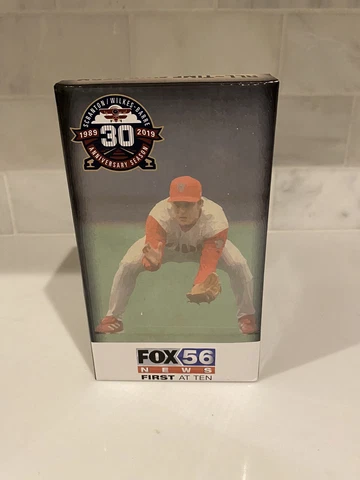 SCRANTON/WILKES-BARRE
1989 30 2019
ANNIVERSARY SEASON
FOX 56
NEWS
FIRST AT TEN